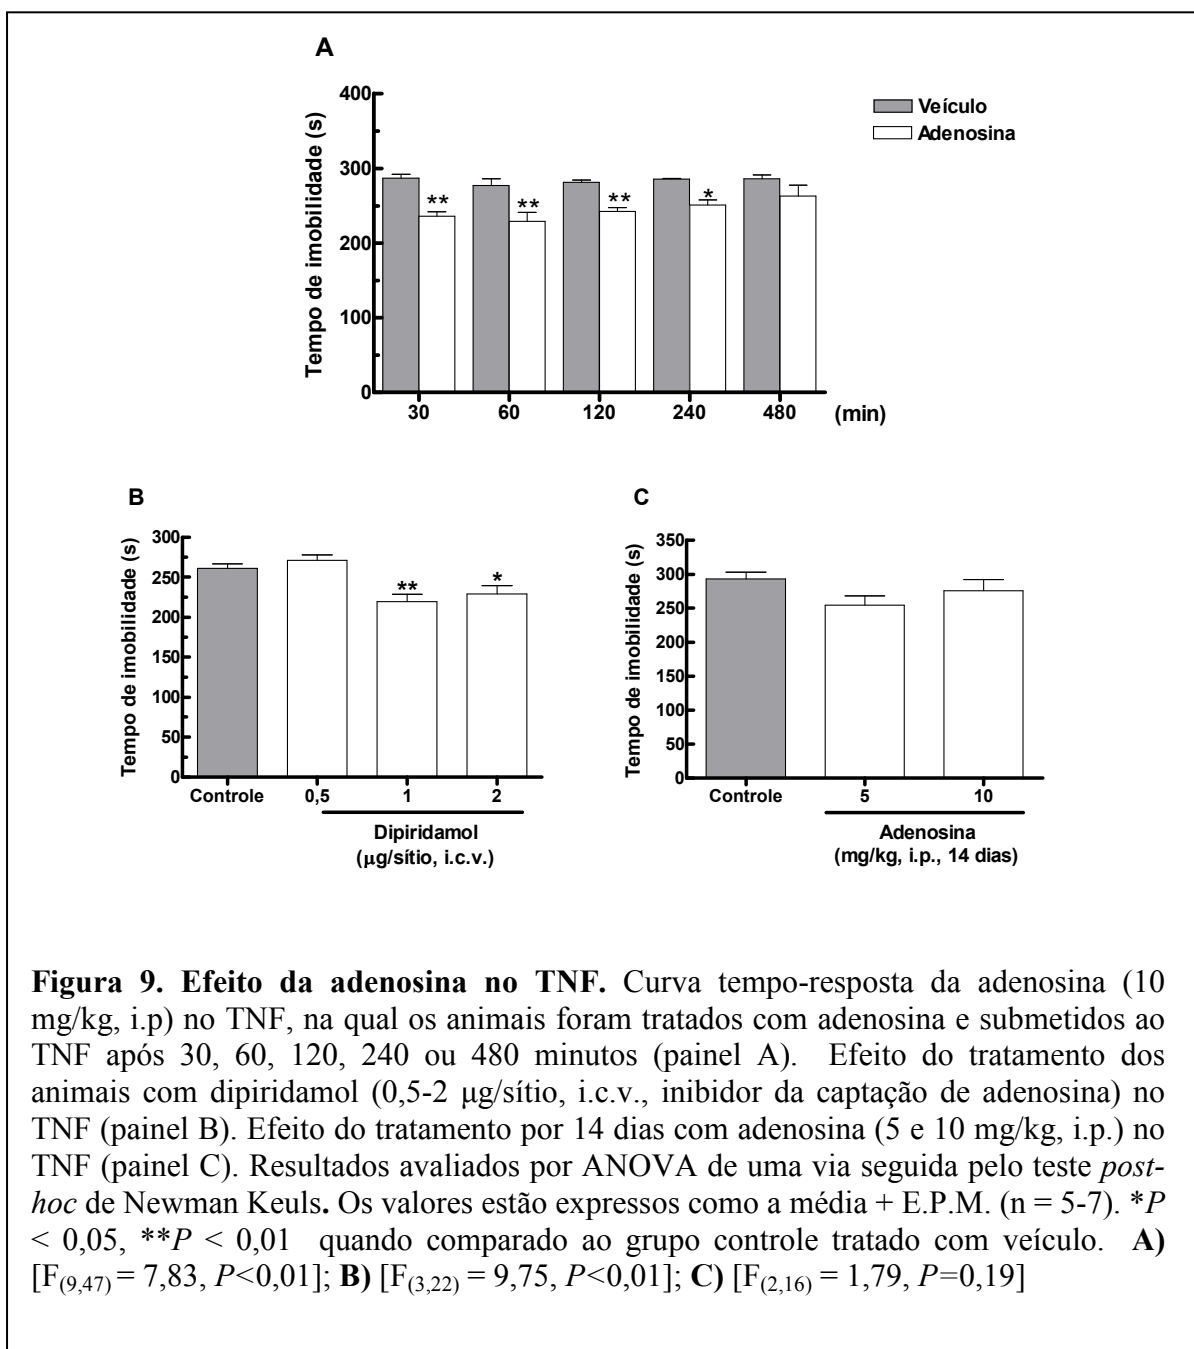 A
400
300
200
100
0
Tempo de imobilidade (s)
Veículo
Adenosina
** ** ** *
30 60 120 240 480 (min)
B
300
250
200
150
100
50
0
Tempo de imobilidade (s)
** *
Controle 0,5 1 2
Dipiridamol
(μg/sítio, i.c.v.)
C
350
300
250
200
150
100
50
0
Tempo de imobilidade (s)
Controle 5 10
Adenosina
(mg/kg, i.p., 14 dias)
Figura 9. Efeito da adenosina no TNF. Curva tempo-resposta da adenosina (10
mg/kg, i.p) no TNF, na qual os animais foram tratados com adenosina e submetidos ao
TNF após 30, 60, 120, 240 ou 480 minutos (painel A). Efeito do tratamento dos
animais com dipiridamol (0,5-2 μg/sítio, i.c.v., inibidor da captação de adenosina) no
TNF (painel B). Efeito do tratamento por 14 dias com adenosina (5 e 10 mg/kg, i.p.) no
TNF (painel C). Resultados avaliados por ANOVA de uma via seguida pelo teste post-
hoc de Newman Keuls. Os valores estão expressos como a média + E.P.M. (n = 5-7). *P
< 0,05, **P < 0,01 quando comparado ao grupo controle tratado com veículo. A)
[F(9,47) = 7,83, P<0,01]; B) [F(3,22) = 9,75, P<0,01]; C) [F(2,16) = 1,79, P=0,19]